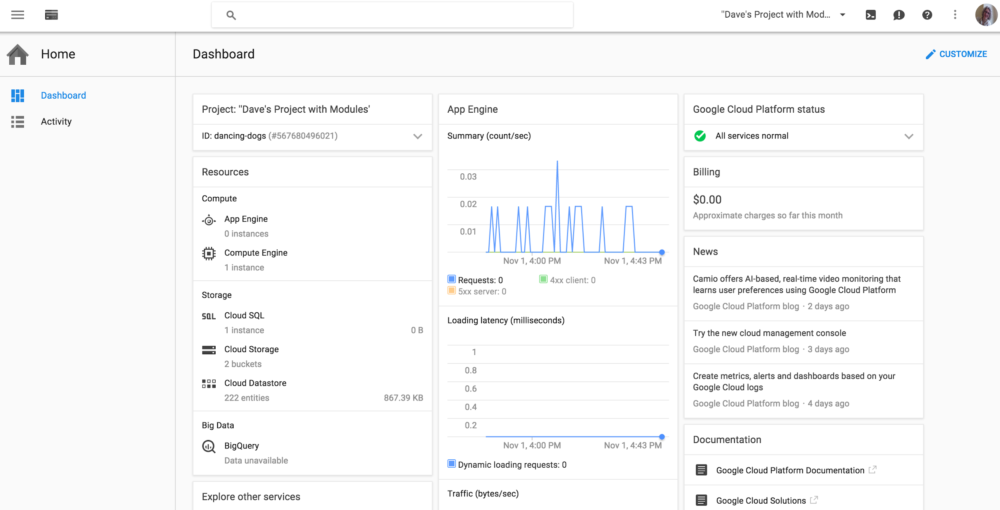 "Dave's Project with Mod...
Home
Dashboard
CUSTOMIZE
Dashboard
Activity
Project: "Dave's Project with Modules'
ID: dancing-dogs (#567680496021)
Resources
Compute
App Engine
0 instances
Compute Engine
1 instance
Storage
SQL
Cloud SQL
1 instance 0 B
Cloud Storage
2 buckets
Cloud Datastore
222 entities 867.39 KB
Big Data
BigQuery
Data unavailable
Explore other services
App Engine
Summary (count/sec)
0.03
0.02
0.01
Nov 1, 4:00 PM Nov 1, 4:43 PM
Requests: 0 4xx client: 0
5xx server: 0
Loading latency (milliseconds)
1
0.8
0.6
0.4
0.2
Nov 1, 4:00 PM Nov 1, 4:43 PM
Dynamic loading requests: 0
Traffic (bytes/sec)
Google Cloud Platform status
All services normal
Billing
$0.00
Approximate charges so far this month
News
Camio offers AI-based, real-time video monitoring that
learns user preferences using Google Cloud Platform
Google Cloud Platform blog · 2 days ago
Try the new cloud management console
Google Cloud Platform blog · 3 days ago
Create metrics, alerts and dashboards based on your
Google Cloud logs
Google Cloud Platform blog · 4 days ago
Documentation
Google Cloud Platform Documentation
Google Cloud Solutions